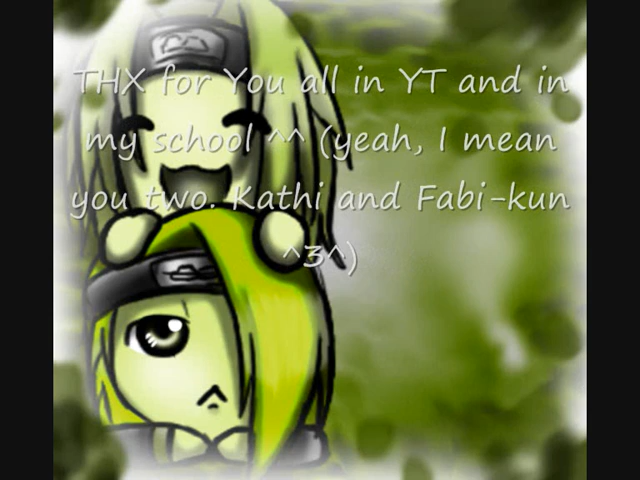 THX for You all in YT and in
my school ^^ (yeah, I mean
you two. Kathi and Fabi-kun
^3^)